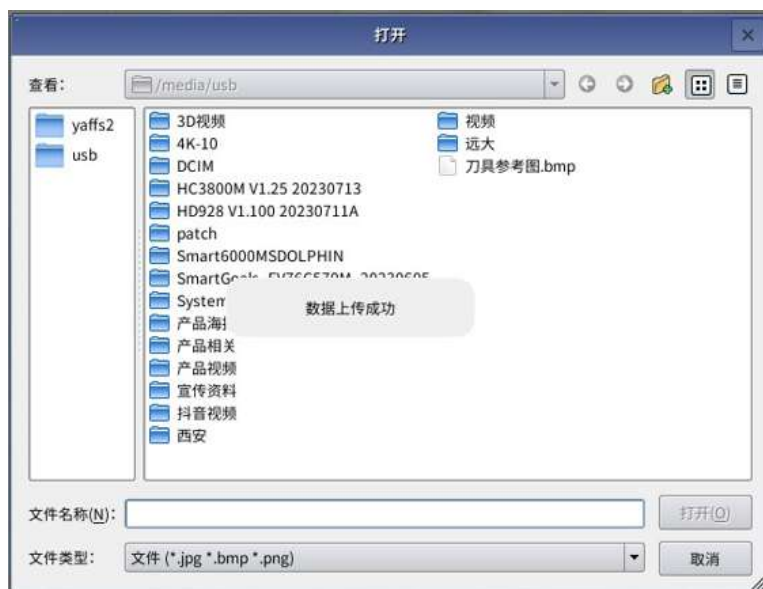 打开
查看:
/media/usb
yaffs2
usb
3D视频
4K-10
DCIM
HC3800M V1.25 20230713
HD928 V1.100 20230711A
patch
Smart6000MSDOLPHIN
System
产品海
产品相关
产品视频
宣传资料
抖音视频
西安
视频
远大
刀具参考图.bmp
数据上传成功
文件名称(N):
打开(O)
文件类型:
文件 (*.jpg *.bmp *.png)
取消